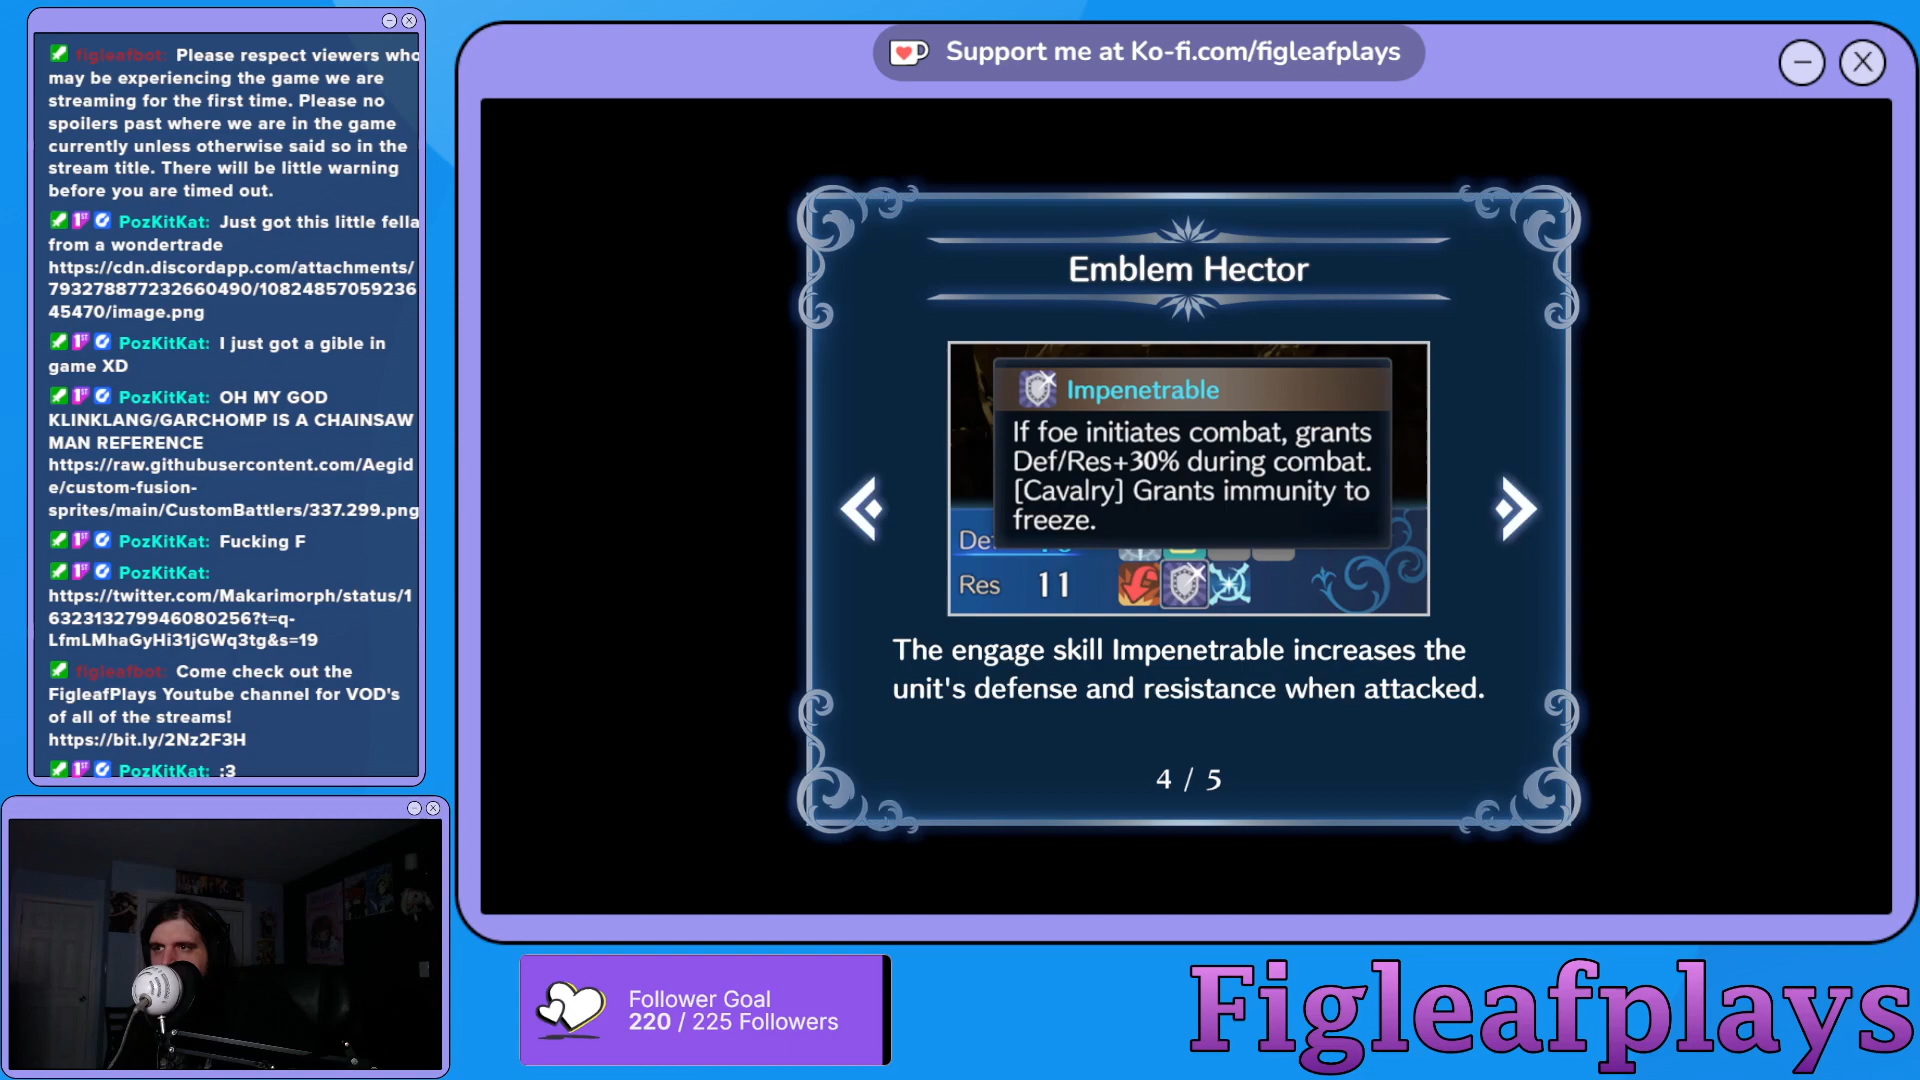 figleafbot: Please respect viewers who
may be experiencing the game we are
streaming for the first time. Please no
spoilers past where we are in the game
currently unless otherwise said so in the
stream title. There will be little warning
before you are timed out.
PozKitKat: Just got this little fella
from a wondertrade
https://cdn.discordapp.com/attachments/
793278877232660490/10824857059236
45470/image.png
PozKitKat: I just got a gible in
game XD
PozKitKat: OH MY GOD
KLINKLANG/GARCHOMP IS A CHAINSAW
MAN REFERENCE
https://raw.githubusercontent.com/Aegid
e/custom-fusion-
sprites/main/CustomBattlers/337.299.png
PozKitKat: Fucking F
PozKitKat:
https://twitter.com/Makarimorph/status/1
632313279946080256?t=q-
LfmLMhaGyHi31jGWq3tg&s=19
figleafbot: Come check out the
FigleafPlays Youtube channel for VOD's
of all of the streams!
https://bit.ly/2Nz2F3H
PozKitKat: :3
Support me at Ko-fi.com/figleafplays
Emblem Hector
Impenetrable
If foe initiates combat, grants
Def/Res+30% during combat.
[Cavalry] Grants immunity to
freeze.
Res 11
The engage skill Impenetrable increases the
unit's defense and resistance when attacked.
4 / 5
Follower Goal
220 / 225 Followers
Figleafplays